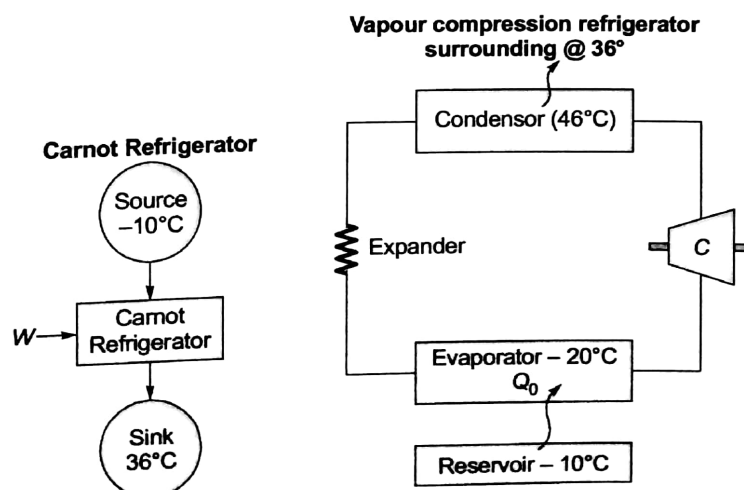 Vapour compression refrigerator
surrounding @ 36°
Condensor (46°C)
Carnot Refrigerator
Source
–10°C
Expander
C
W
Carnot
Refrigerator
Evaporator – 20°C
Q₀
Sink
36°C
Reservoir – 10°C